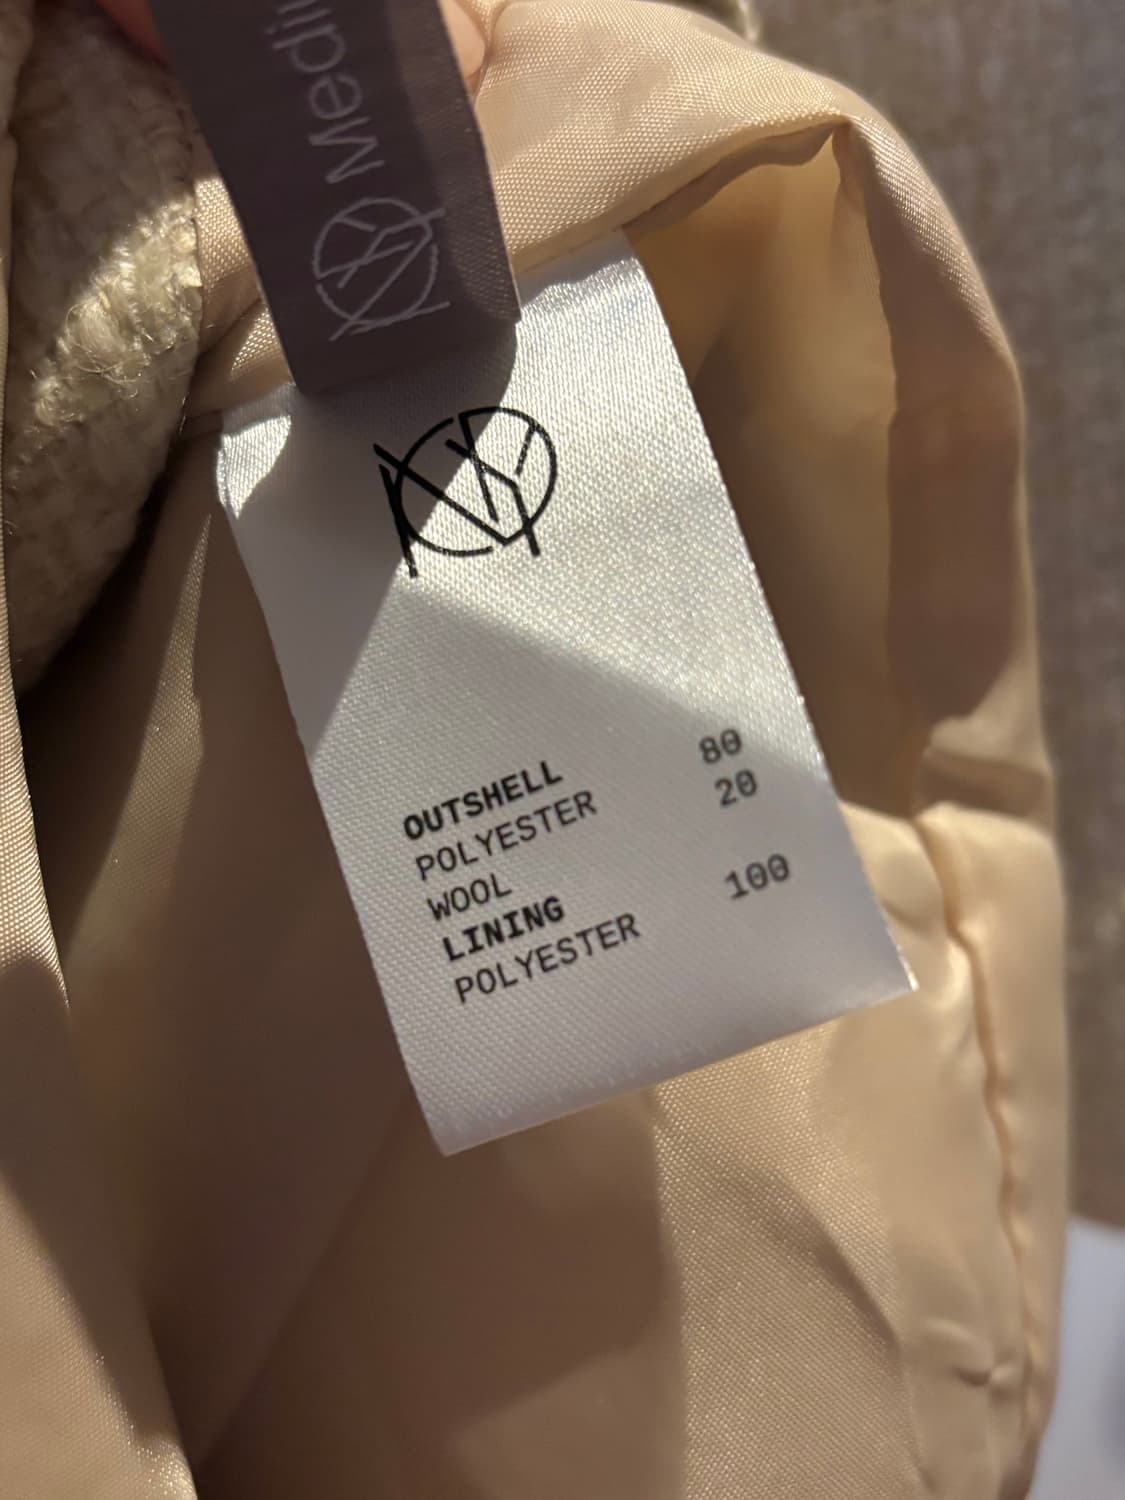 Medi
OUTSHELL
POLYESTER 80
WOOL 20
LINING
POLYESTER 100